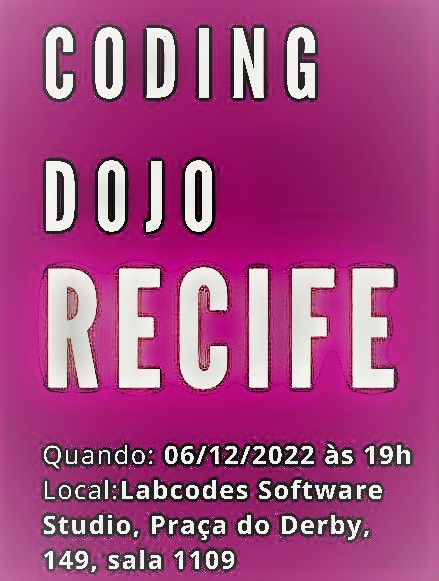 CODING
DOJO
RECIFE
Quando: 06/12/2022 às 19h
Local:Labcodes Software
Studio, Praça do Derby,
149, sala 1109